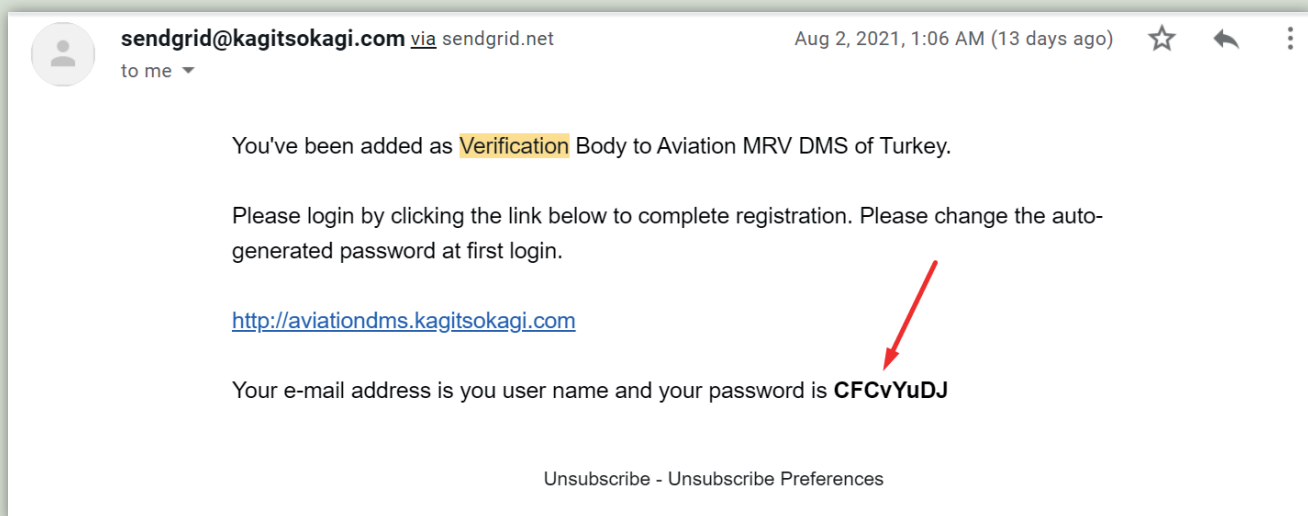 sendgrid@kagitsokagi.com via sendgrid.net
Aug 2, 2021, 1:06 AM (13 days ago)
to me
You've been added as Verification Body to Aviation MRV DMS of Turkey.
Please login by clicking the link below to complete registration. Please change the auto-
generated password at first login.
http://aviationdms.kagitsokagi.com
Your e-mail address is you user name and your password is CFCvYuDJ
Unsubscribe - Unsubscribe Preferences